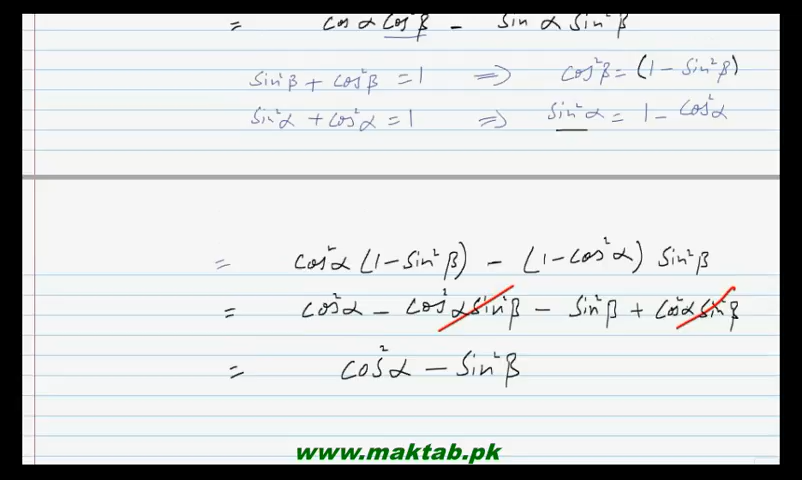 = cos α cos²β - sin α sin²β
sin²β + cos²β = 1 ⟹ cos²β = (1 - sin²β)
sin²α + cos²α = 1 ⟹ sin²α = 1 - cos²α
= cos²α (1 - sin²β) - (1 - cos²α) sin²β
= cos²α - cos²α sin²β - sin²β + cos²α sin²β
= cos²α - sin²β
www.maktab.pk